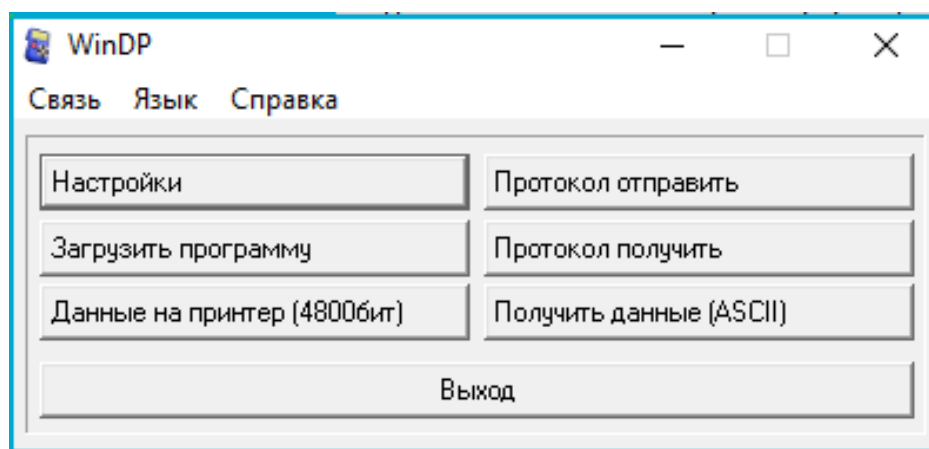 WinDP
Связь Язык Справка
Настройки
Протокол отправить
Загрузить программу
Протокол получить
Данные на принтер (4800бит)
Получить данные (ASCII)
Выход